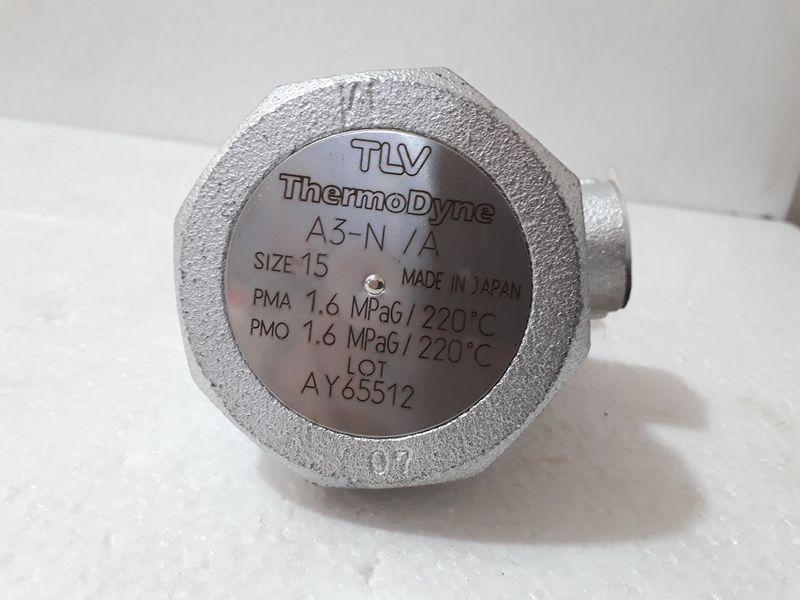 TLV
ThermoDyne
A3-N /A
SIZE 15 MADE IN JAPAN
PMA 1.6 MPaG/220°C
PMO 1.6 MPaG/220°C
LOT
AY65512
07